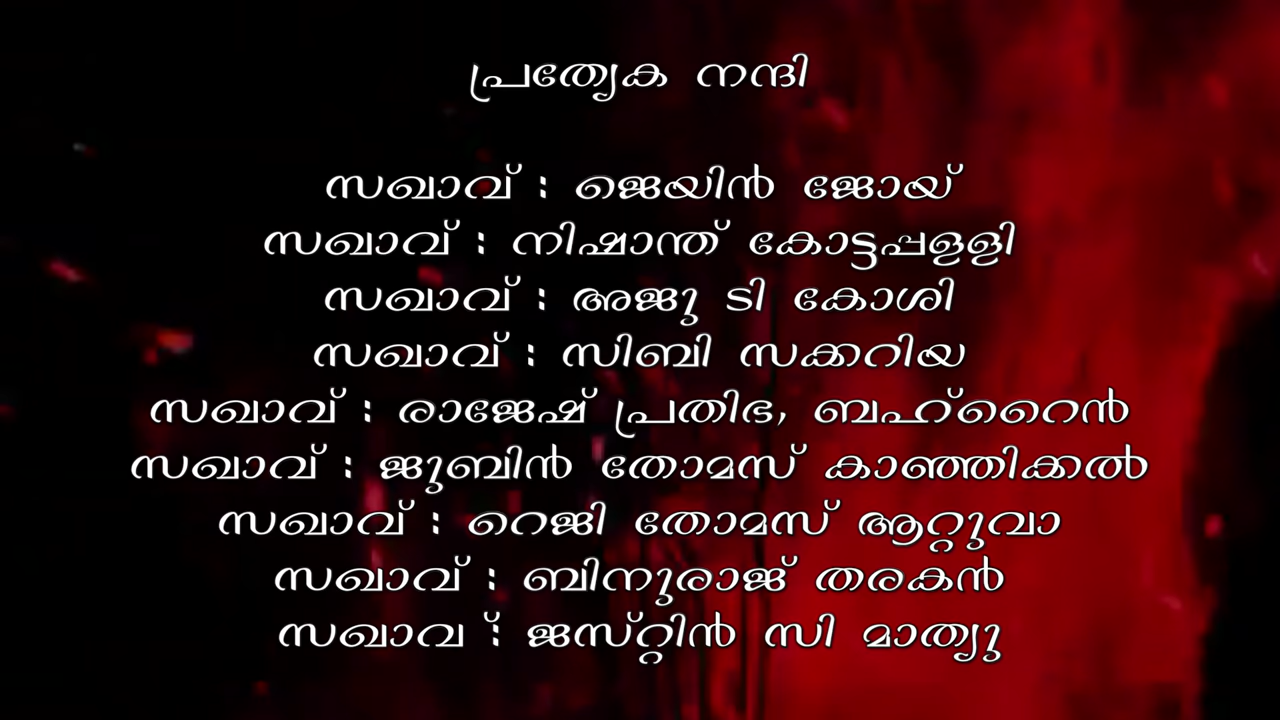 പ്രത്യേക നന്ദി
സഖാവ് : ജെയിൻ ജോയ്
സഖാവ് : നിഷാന്ത് കോട്ടപ്പളളി
സഖാവ് : അജു ടി കോശി
സഖാവ് : സിബി സക്കറിയ
സഖാവ് : രാജേഷ് പ്രതിഭ, ബഹ്റൈൻ
സഖാവ് : ജുബിൻ തോമസ് കാഞ്ഞിക്കൽ
സഖാവ് : റെജി തോമസ് ആറ്റുവാ
സഖാവ് : ബിനുരാജ് തരകൻ
സഖാവ ്: ജസ്റ്റിൻ സി മാത്യു